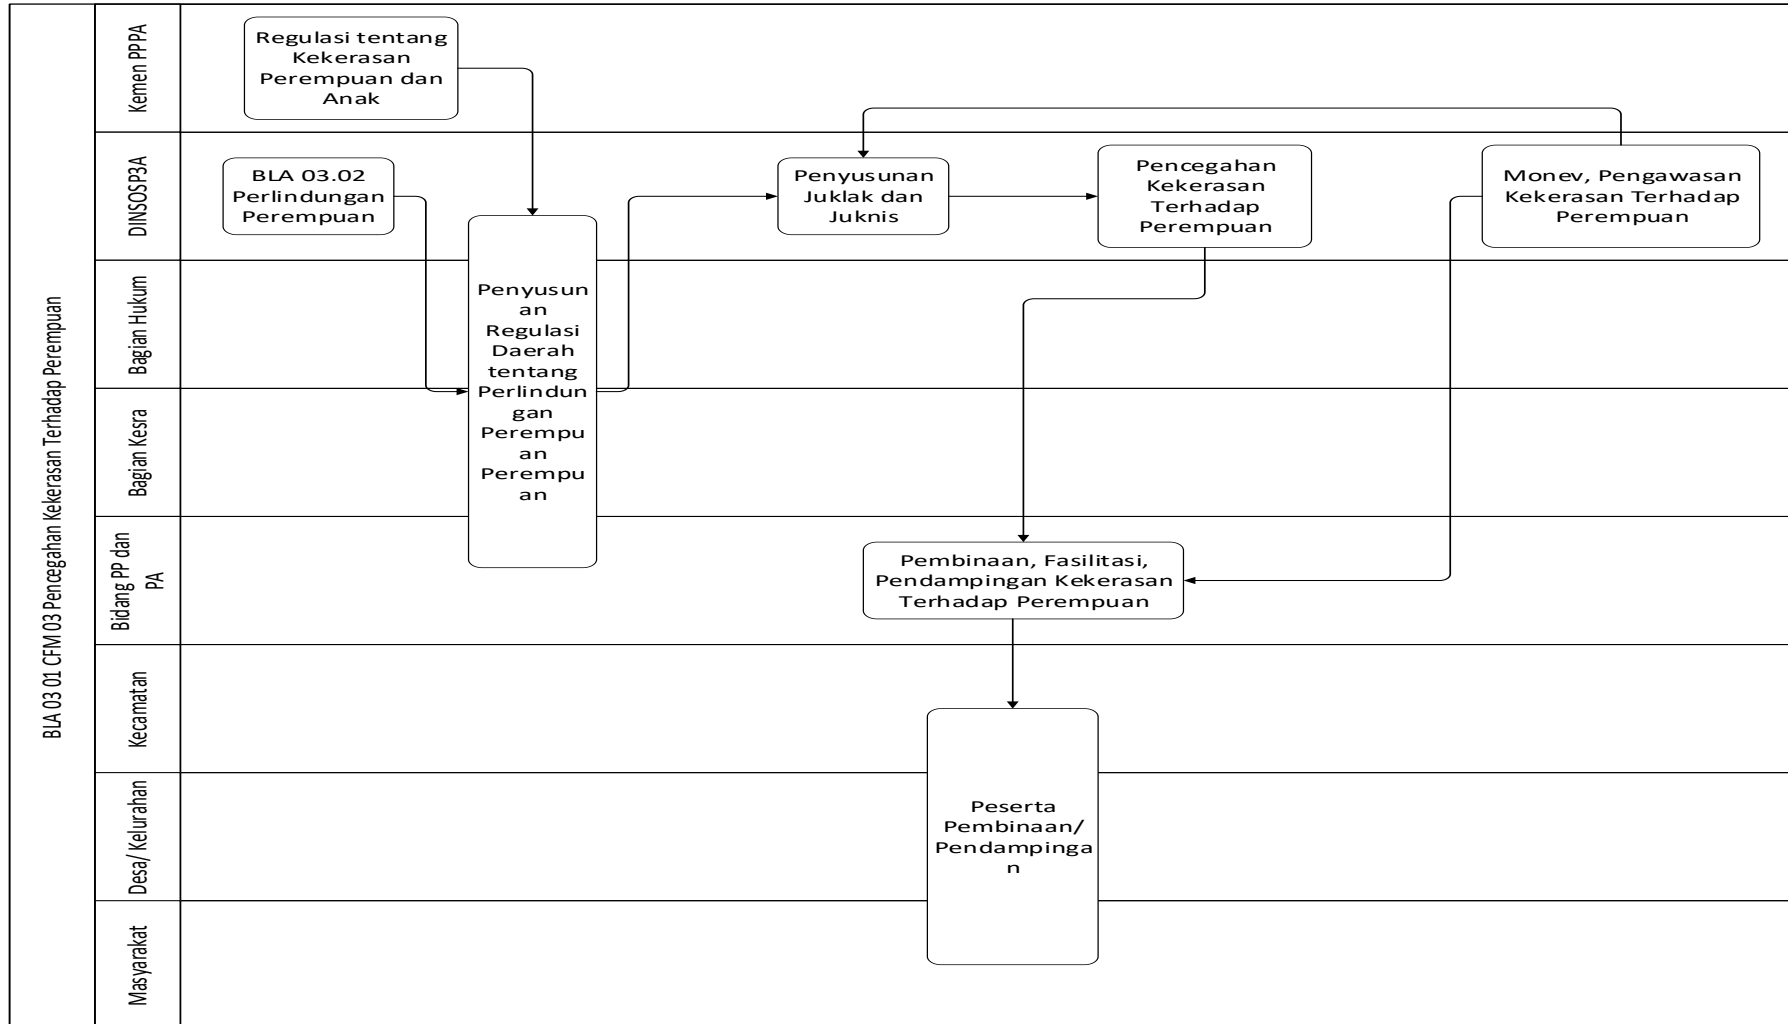 BLA 03 01 CFM 03 Pencegahan Kekerasan Terhadap Perempuan
Kemen PPPA
Regulasi tentang
Kekerasan
Perempuan dan
Anak
DINSOSP3A
BLA 03.02
Perlindungan
Perempuan
Penyusunan
Juklak dan
Juknis
Pencegahan
Kekerasan
Terhadap
Perempuan
Monev, Pengawasan
Kekerasan Terhadap
Perempuan
Bagian Hukum
Penyusun
an
Regulasi
Daerah
tentang
Perlindun
gan
Perempu
an
Perempu
an
Bagian Kesra
Bidang PP dan
PA
Pembinaan, Fasilitasi,
Pendampingan Kekerasan
Terhadap Perempuan
Kecamatan
Desa/ Kelurahan
Peserta
Pembinaan/
Pendampinga
n
Masyarakat